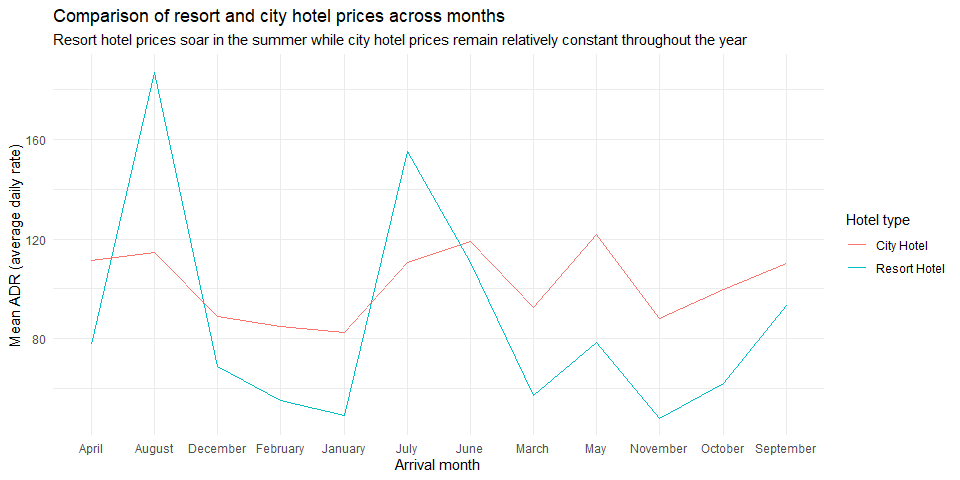 Comparison of resort and city hotel prices across months
Resort hotel prices soar in the summer while city hotel prices remain relatively constant throughout the year
Mean ADR (average daily rate)
160
120
80
April August December February January July June March May November October September
Arrival month
Hotel type
City Hotel
Resort Hotel